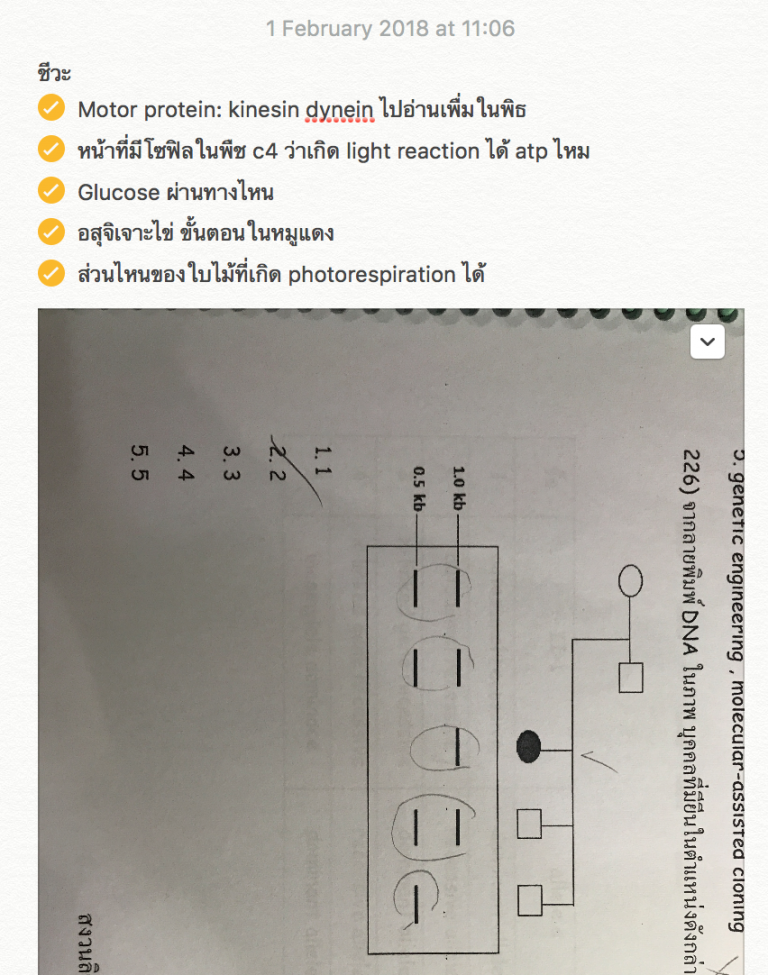 1 February 2018 at 11:06
ชีวะ
Motor protein: kinesin dynein ไปอ่านเพิ่มในพิธ
หน้าที่มีโซฟิลในพืช c4 ว่าเกิด light reaction ได้ atp ไหม
Glucose ผ่านทางไหน
อสุจิเจาะไข่ ขั้นตอนในหมูแดง
ส่วนไหนของใบไม้ที่เกิด photorespiration ได้
5. genetic engineering , molecular-assisted cloning
226) จากลายพิมพ์ DNA ในภาพ บุคคลที่มียีนในตำแหน่งดังกล่า
1.0 kb
0.5 kb
1. 1
2. 2
3. 3
4. 4
5. 5